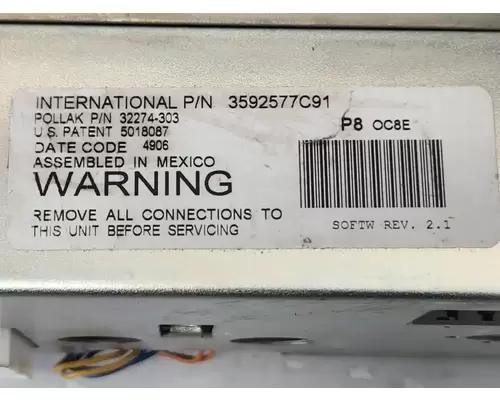 INTERNATIONAL P/N 3592577C91
POLLAK P/N 32274-303
U.S. PATENT 5018087
DATE CODE 4906
ASSEMBLED IN MEXICO
WARNING
REMOVE ALL CONNECTIONS TO
THIS UNIT BEFORE SERVICING
P8 OC8E
SOFTW REV. 2.1